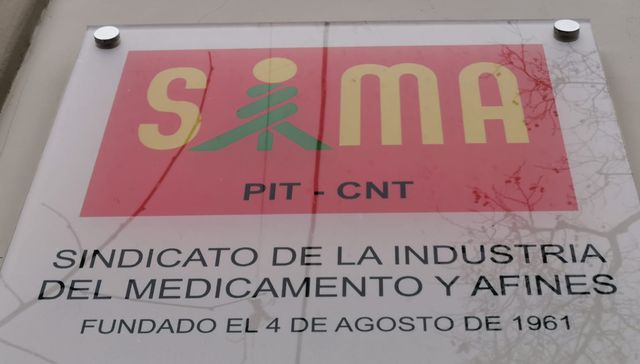 SIMA
PIT - CNT
SINDICATO DE LA INDUSTRIA
DEL MEDICAMENTO Y AFINES
FUNDADO EL 4 DE AGOSTO DE 1961